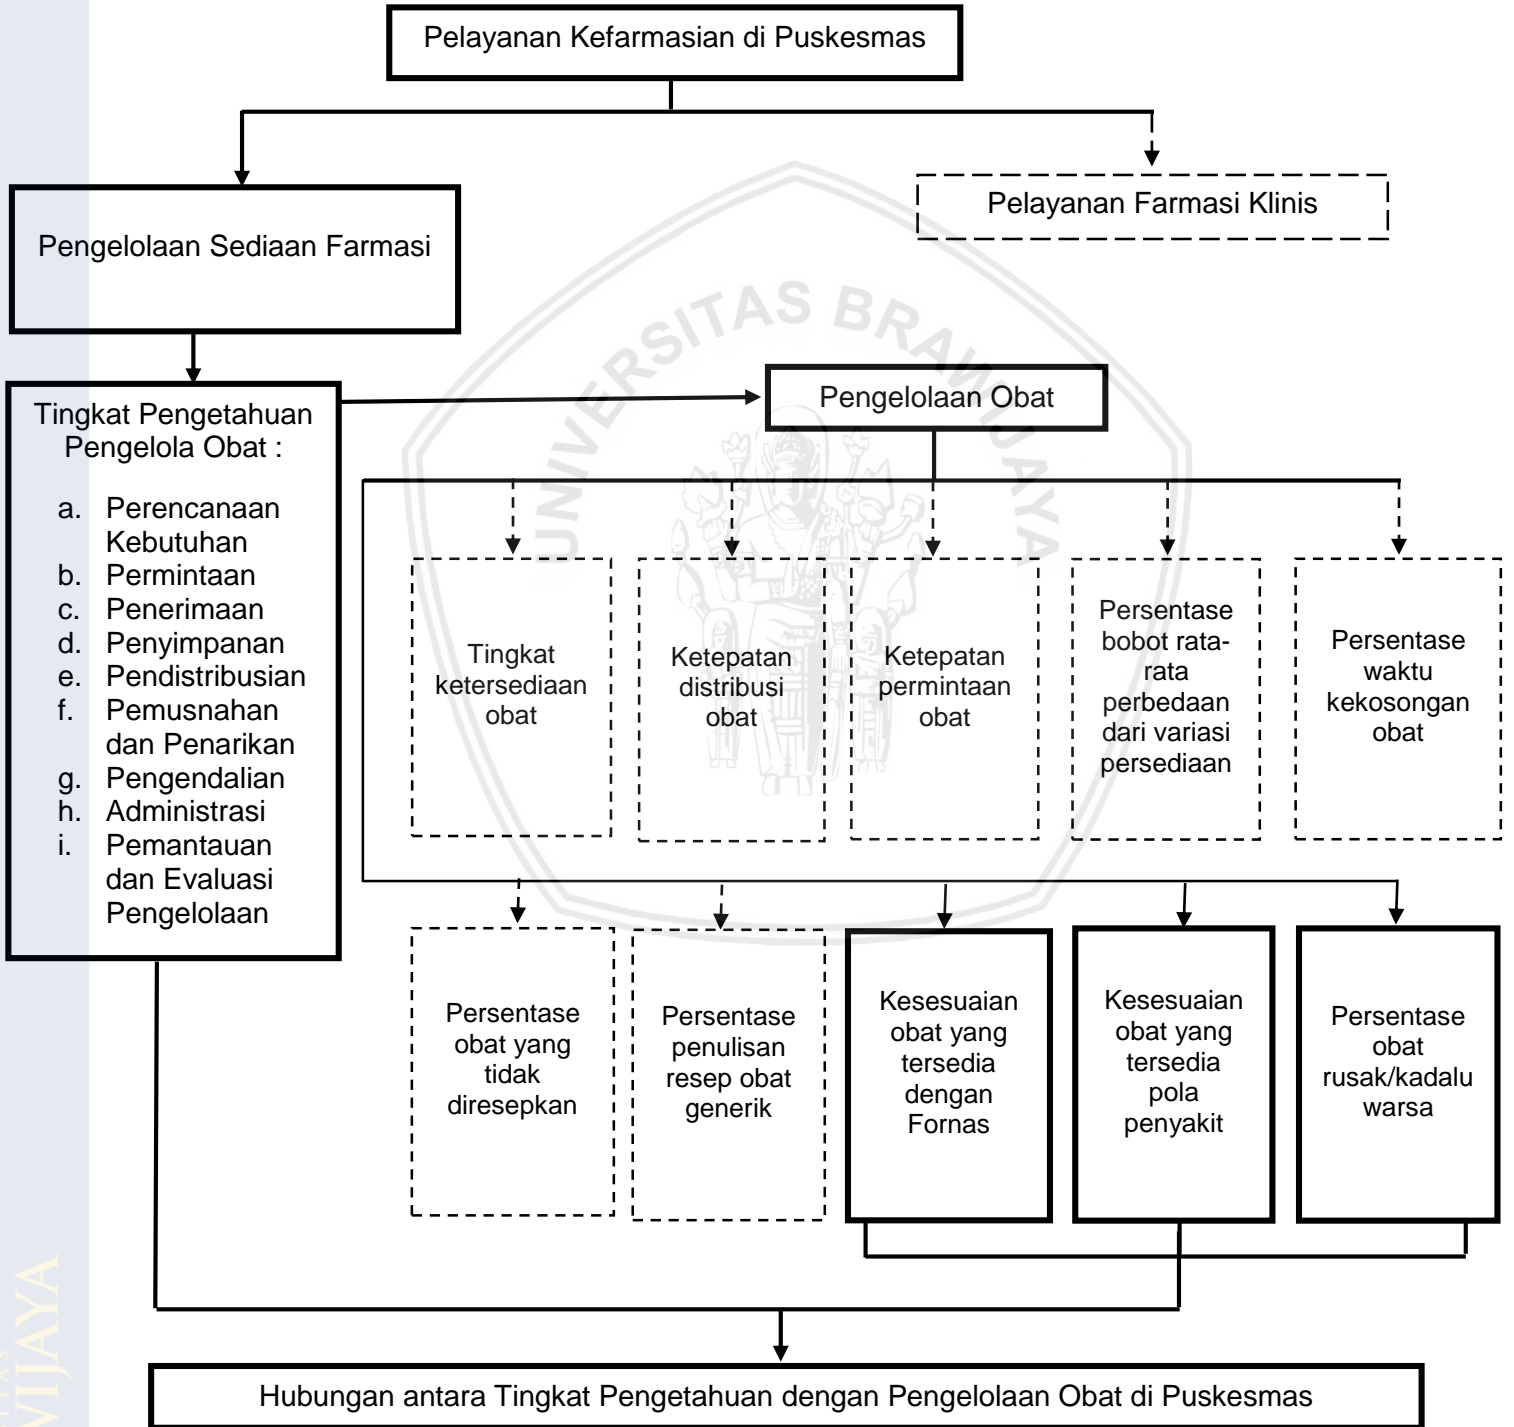 Pelayanan Kefarmasian di Puskesmas
Pelayanan Farmasi Klinis
Pengelolaan Sediaan Farmasi
UNIVERSITAS BRAWIJAYA
Tingkat Pengetahuan
Pengelola Obat :
a. Perencanaan
Kebutuhan
b. Permintaan
c. Penerimaan
d. Penyimpanan
e. Pendistribusian
f. Pemusnahan
dan Penarikan
g. Pengendalian
h. Administrasi
i. Pemantauan
dan Evaluasi
Pengelolaan
Pengelolaan Obat
Tingkat
ketersediaan
obat
Ketepatan
distribusi
obat
Ketepatan
permintaan
obat
Persentase
bobot rata-
rata
perbedaan
dari variasi
persediaan
Persentase
waktu
kekosongan
obat
Persentase
obat yang
tidak
diresepkan
Persentase
penulisan
resep obat
generik
Kesesuaian
obat yang
tersedia
dengan
Fornas
Kesesuaian
obat yang
tersedia
pola
penyakit
Persentase
obat
rusak/kadalu
warsa
Hubungan antara Tingkat Pengetahuan dengan Pengelolaan Obat di Puskesmas